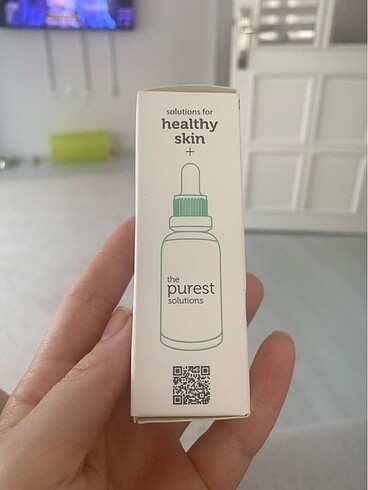 solutions for
healthy
skin
+
the
purest
solutions